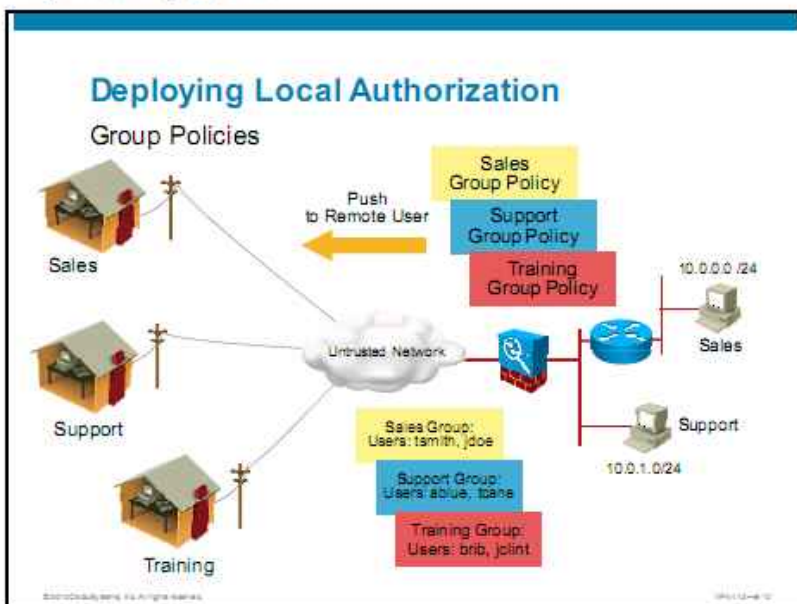 Deploying Local Authorization
Group Policies
Sales
Group Policy
Push
to Remote User
Support
Group Policy
Training
Group Policy
10.0.0.0 /24
Sales
Untrusted Network
Sales
Support
Sales Group:
Users: tsmith, jdoe
Support
Support Group:
Users: ablue, tcane
10.0.1.0/24
Training Group:
Users: brib, jclint
Training